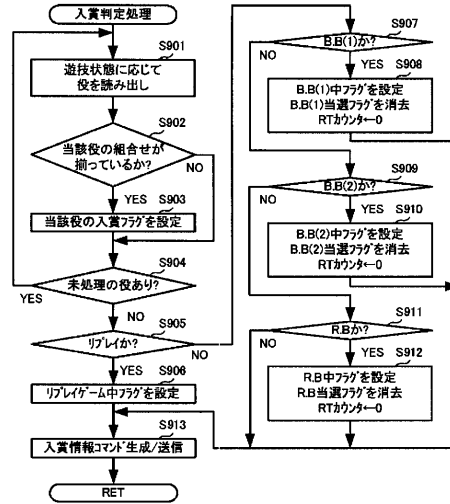 入賞判定処理
S901
遊技状態に応じて
役を読み出し
S902
当該役の組合せが
揃っているか?
NO
YES
S903
当該役の入賞フラグを設定
S904
未処理の役あり?
YES
NO
S905
リプレイか?
NO
YES
S906
リプレイゲーム中フラグを設定
S913
入賞情報コマンド生成/送信
RET
S907
B.B(1)か?
NO
YES
S908
B.B(1)中フラグを設定
B.B(1)当選フラグを消去
RTカウンタ←0
S909
B.B(2)か?
NO
YES
S910
B.B(2)中フラグを設定
B.B(2)当選フラグを消去
RTカウンタ←0
S911
R.Bか?
NO
YES
S912
R.B中フラグを設定
R.B当選フラグを消去
RTカウンタ←0